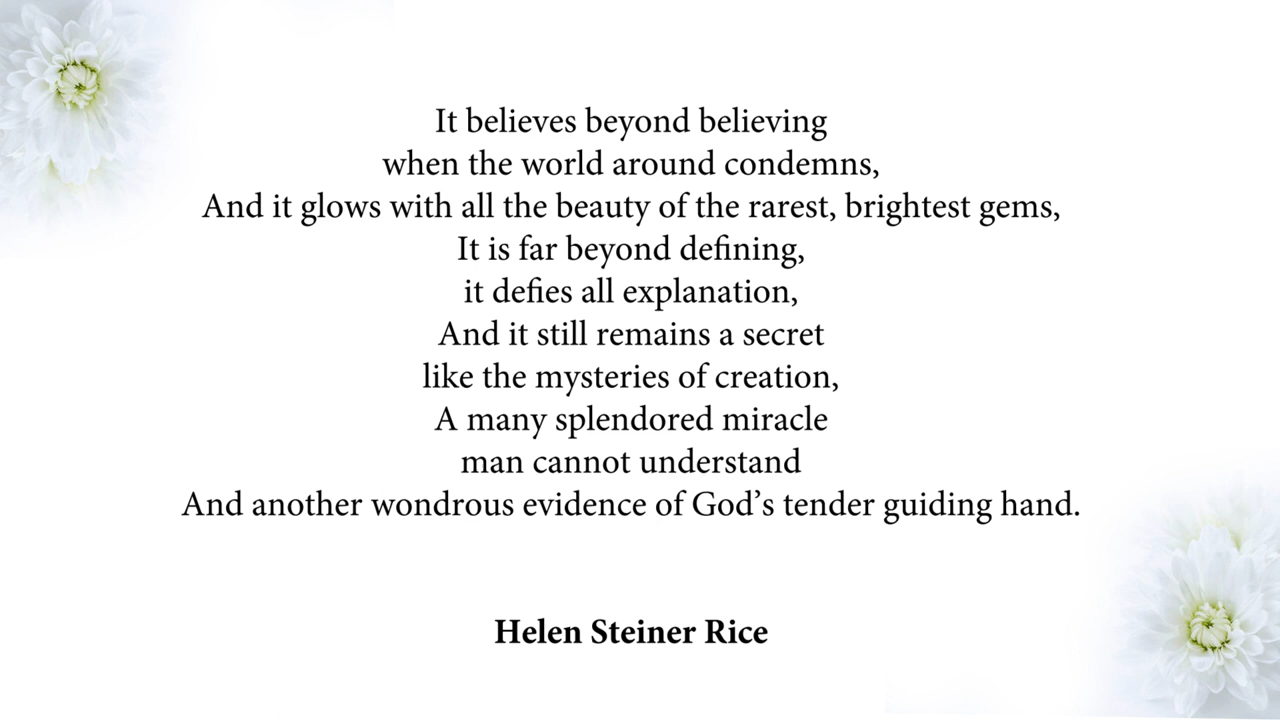 It believes beyond believing
when the world around condemns,
And it glows with all the beauty of the rarest, brightest gems,
It is far beyond defining,
it defies all explanation,
And it still remains a secret
like the mysteries of creation,
A many splendored miracle
man cannot understand
And another wondrous evidence of God’s tender guiding hand.
Helen Steiner Rice